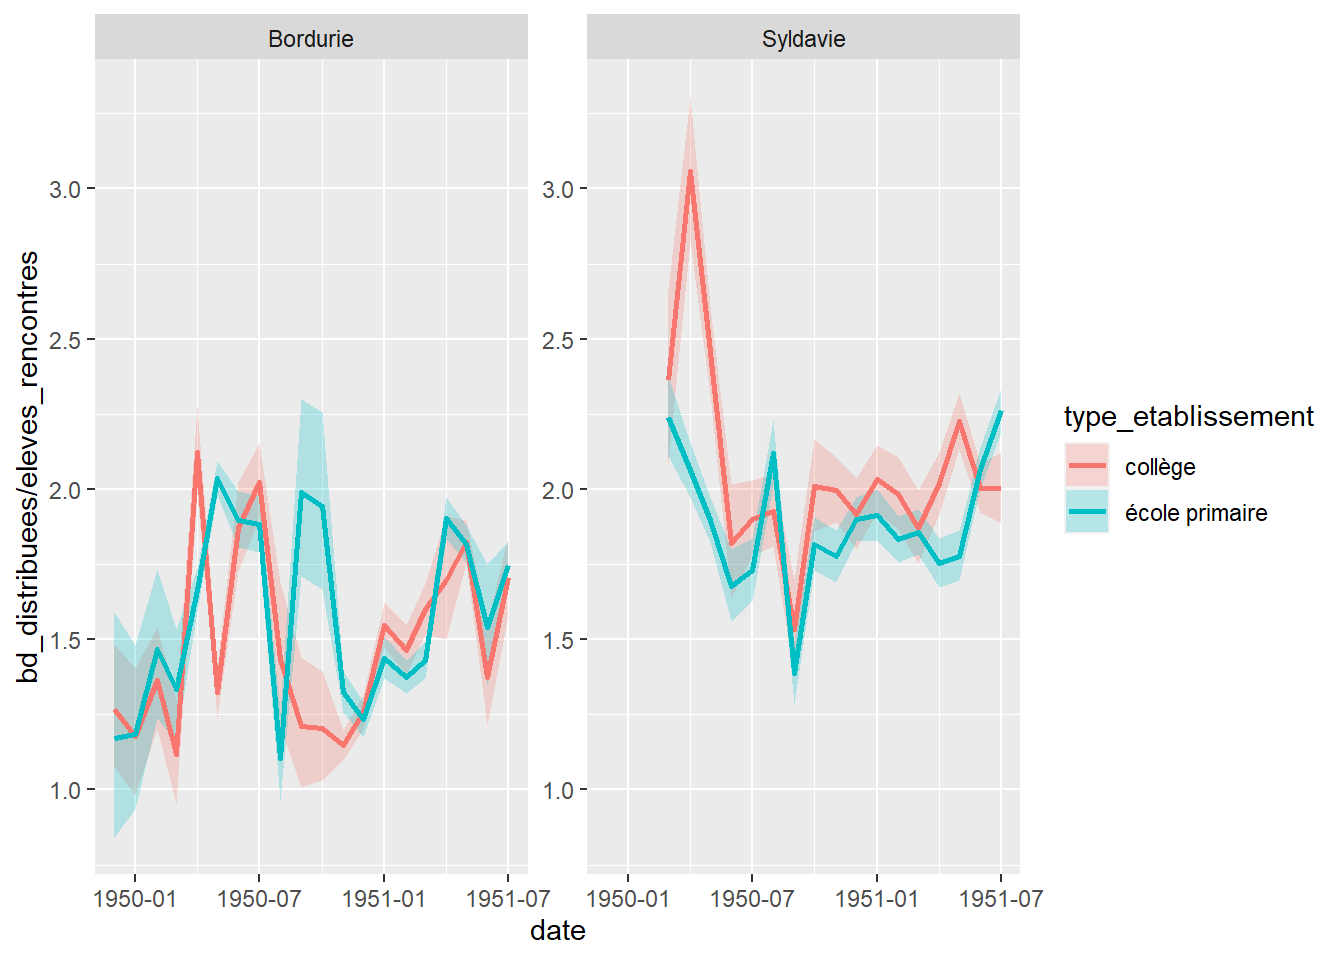 Bordurie
Syldavie
bd_distribuees/eleves_rencontres
3.0
2.5
2.0
1.5
1.0
3.0
2.5
2.0
1.5
1.0
1950-01
1950-07
1951-01
1951-07
1950-01
1950-07
1951-01
1951-07
date
type_etablissement
collège
école primaire